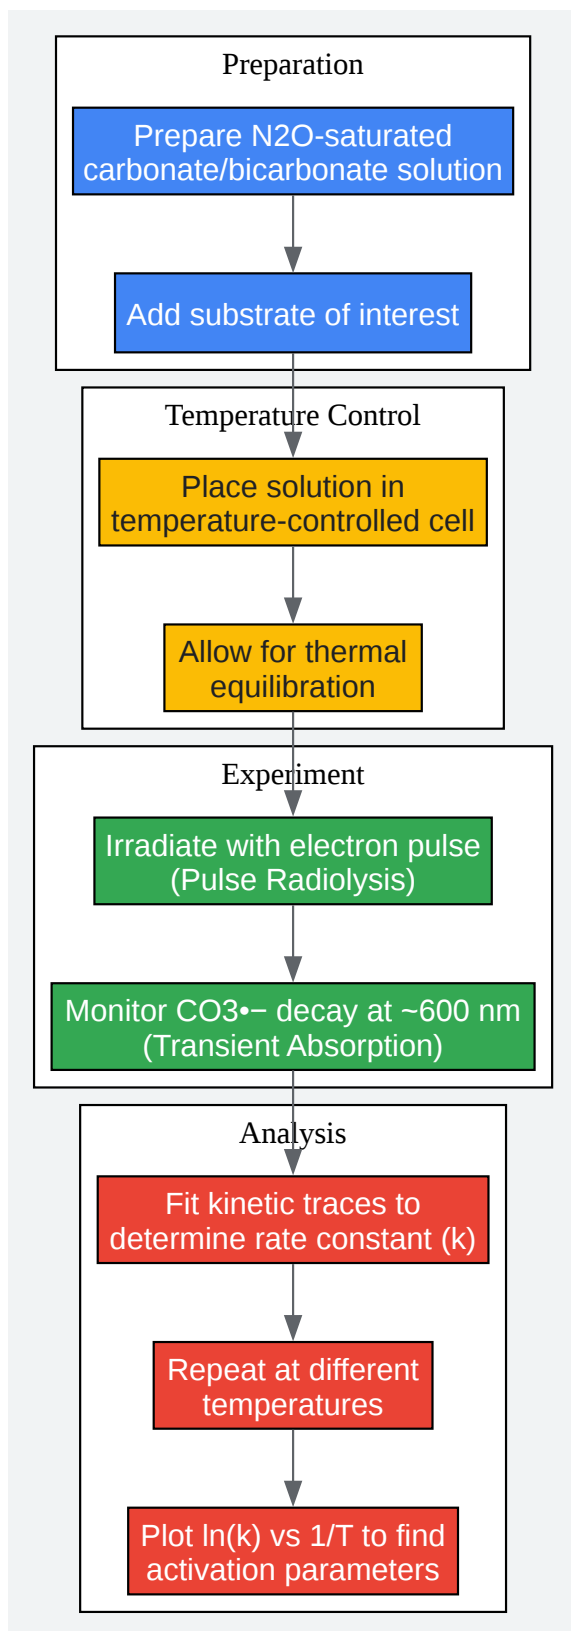 Preparation
Prepare N2O-saturated
carbonate/bicarbonate solution
Add substrate of interest
Temperature Control
Place solution in
temperature-controlled cell
Allow for thermal
equilibration
Experiment
Irradiate with electron pulse
(Pulse Radiolysis)
Monitor CO3•− decay at ~600 nm
(Transient Absorption)
Analysis
Fit kinetic traces to
determine rate constant (k)
Repeat at different
temperatures
Plot ln(k) vs 1/T to find
activation parameters